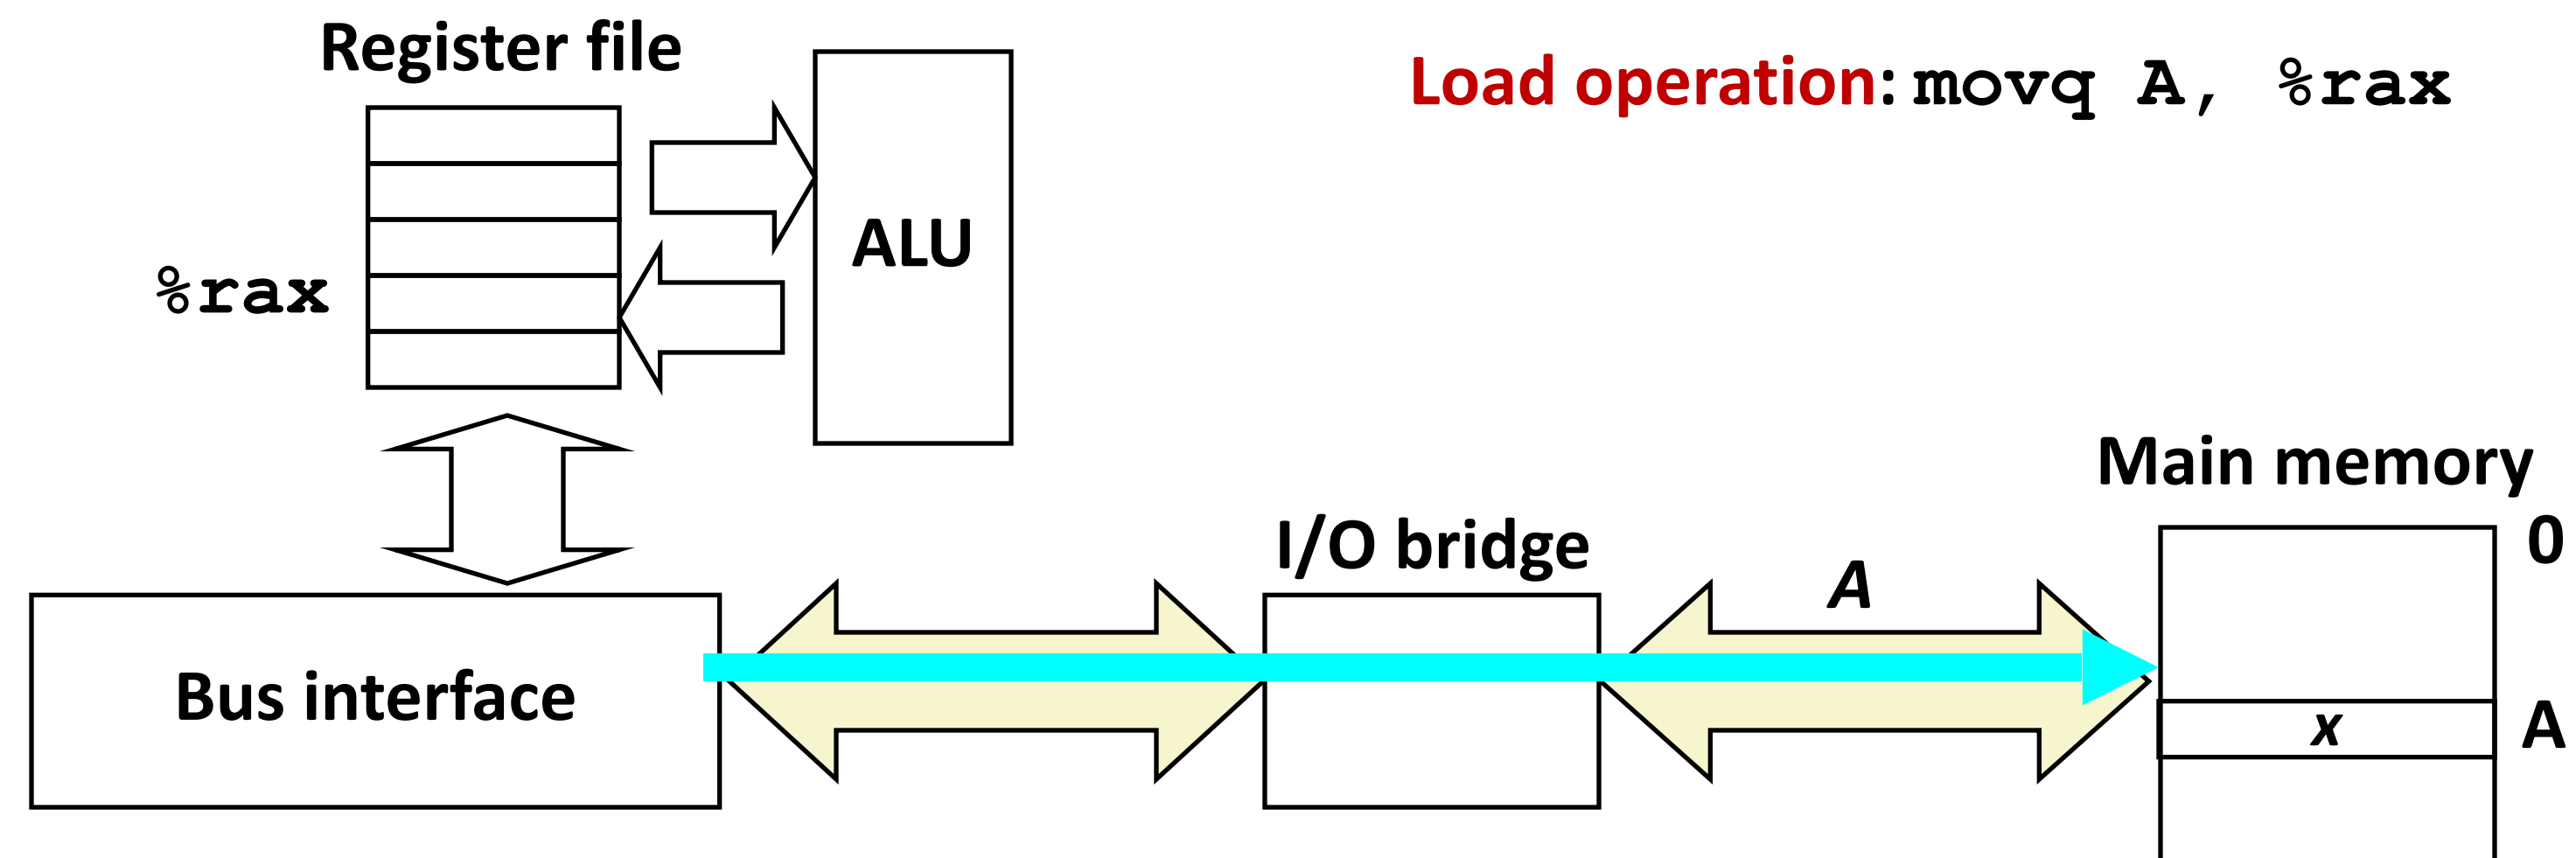 Register file
Load operation: movq A, %rax
ALU
%rax
Main memory
I/O bridge
0
A
Bus interface
x
A